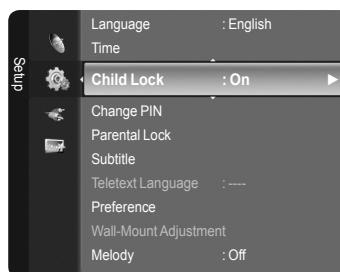 Setup
Language : English
Time
Child Lock : On
Change PIN
Parental Lock
Subtitle
Teletext Language : ----
Preference
Wall-Mount Adjustment
Melody : Off